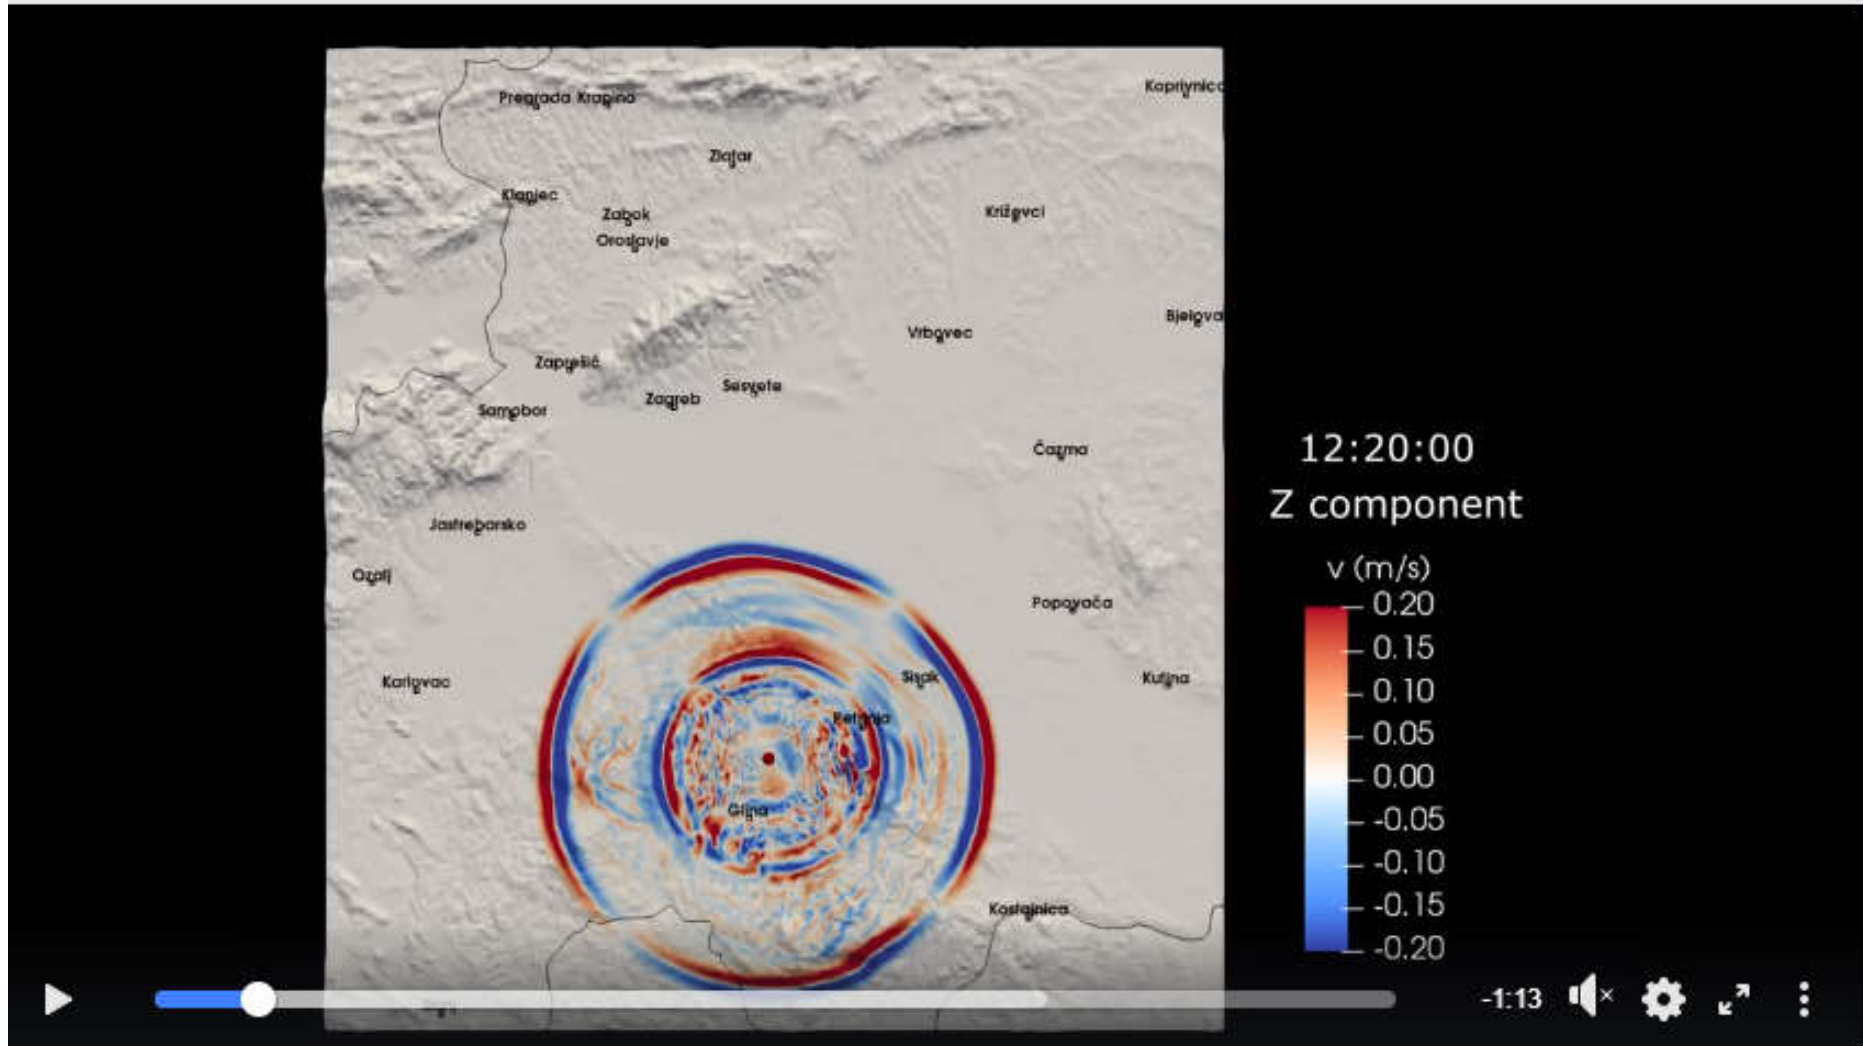 Koprivnica
Pregrada Krapina
Zlatar
Klanjec
Križevci
Zabok
Oroslavje
Bjelova
Vrbovec
Zaprešić
Sesvete
Zagreb
Samobor
Čazma
12:20:00
Z component
Jastrebarsko
v (m/s)
Ozalj
Popovača
0.20
0.15
Karlovac
Sisak
Kutina
0.10
Petrinja
0.05
0.00
Glina
-0.05
-0.10
Kostajnica
-0.15
-0.20
-1:13